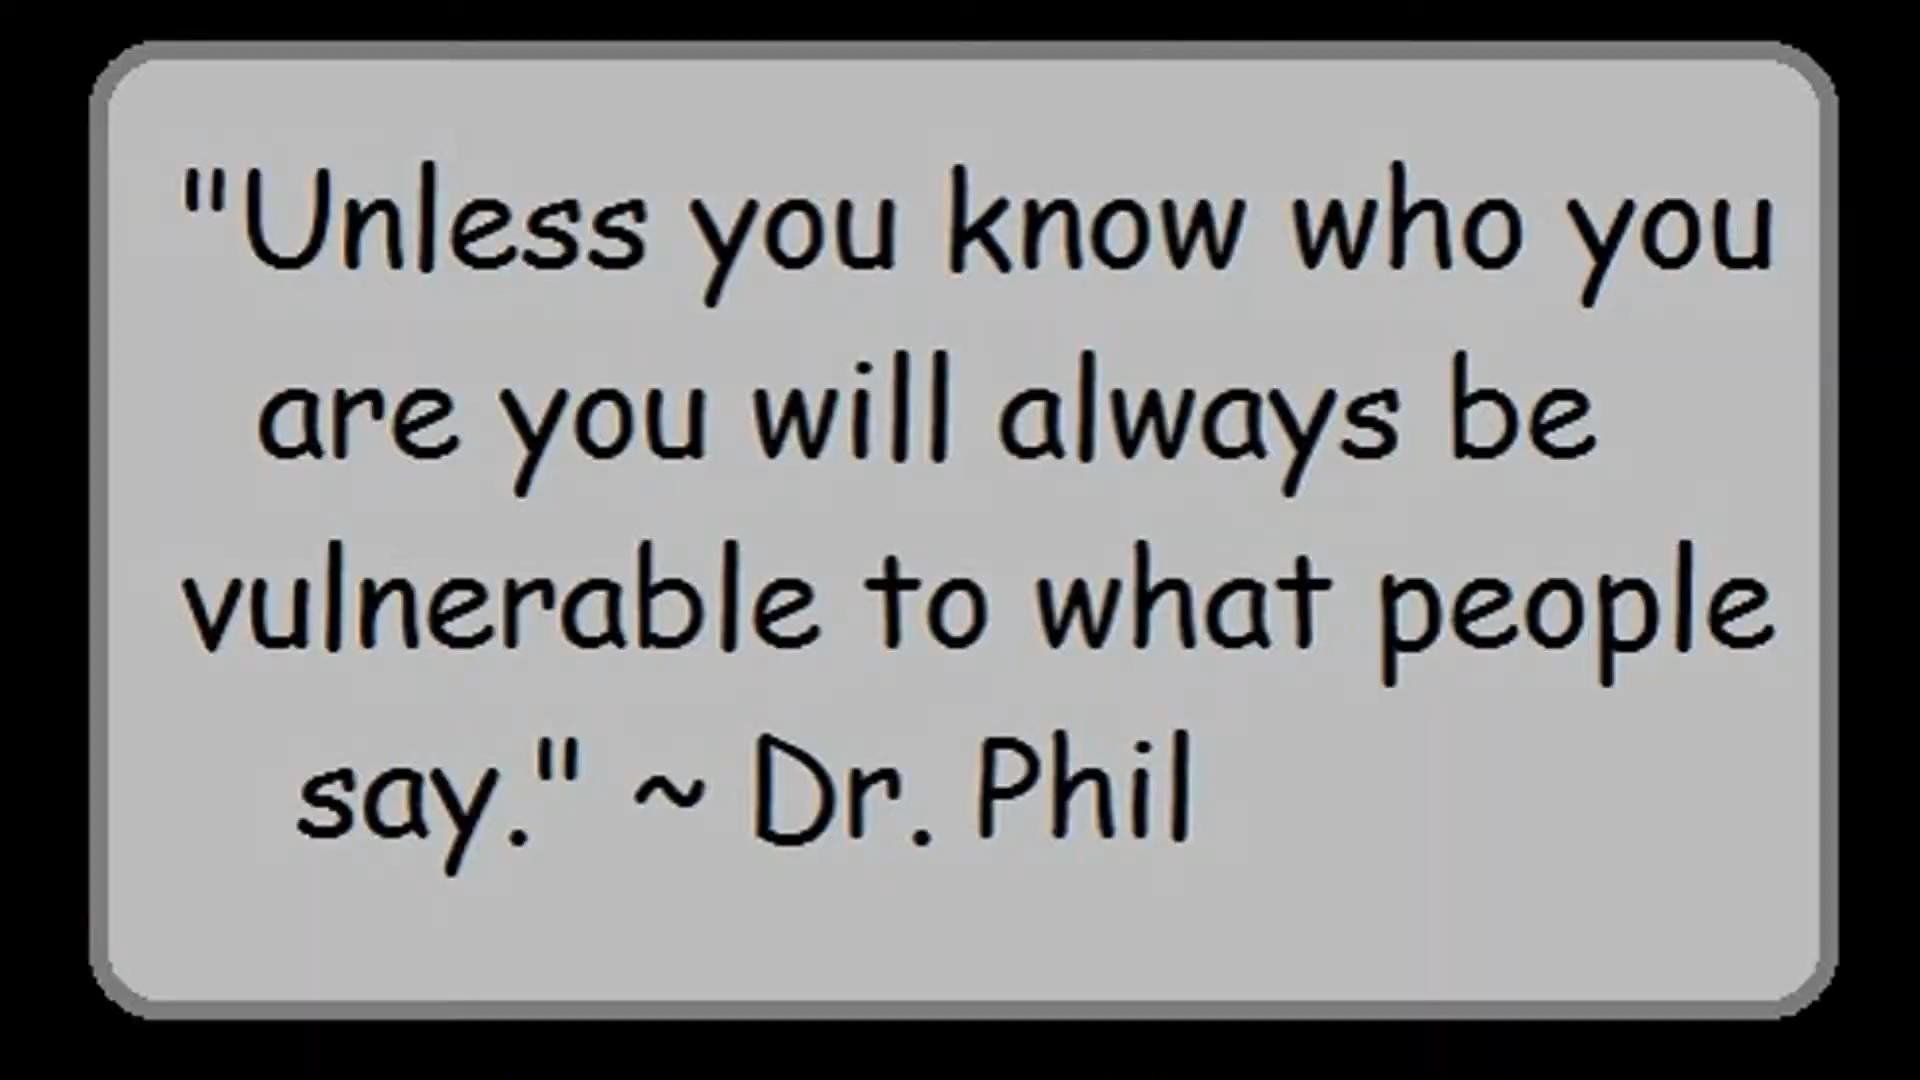 "Unless you know who you
are you will always be
vulnerable to what people
say." ~ Dr. Phil